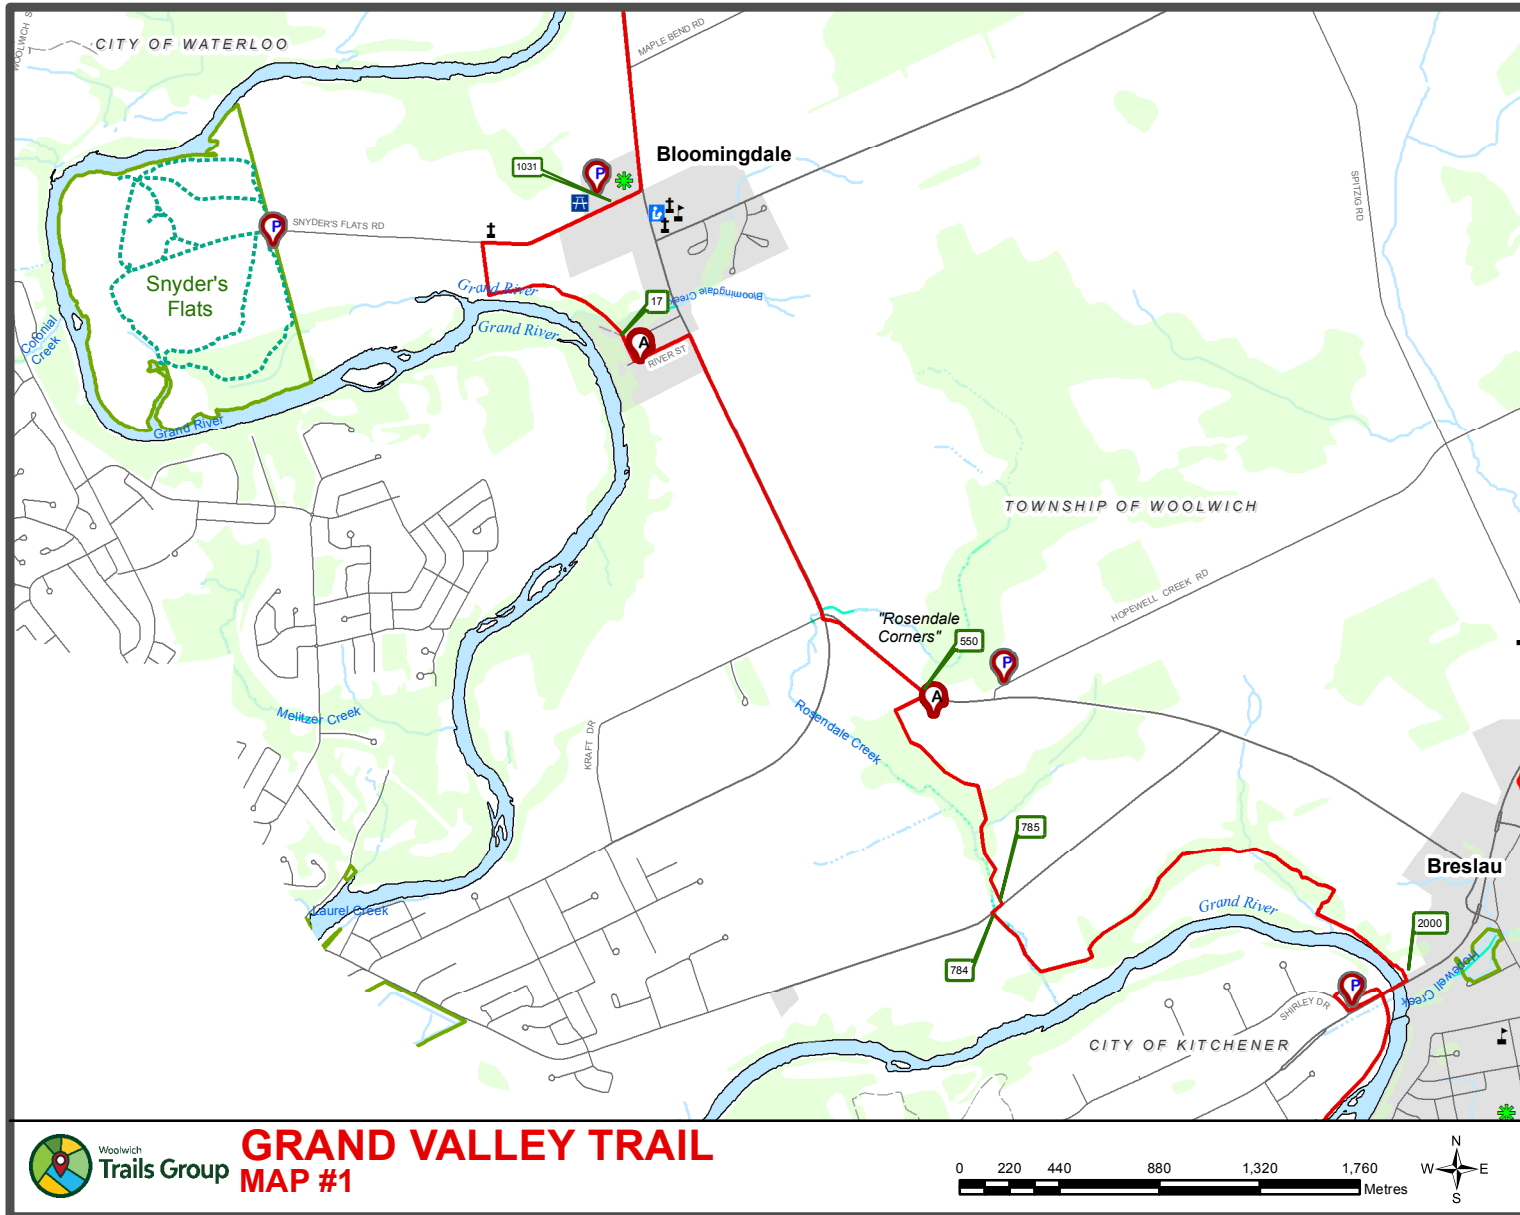 CITY OF WATERLOO
WOOLWICH S
MAPLE BEND RD
Bloomingdale
1031
P
SPITZIG RD
P
SNYDER'S FLATS RD
Snyder's
Flats
Grand River
Bloomingdale Creek
17
Grand River
Colonial
Creek
A
RIVER ST
Grand River
TOWNSHIP OF WOOLWICH
HOPEWELL CREEK RD
"Rosendale
Corners"
550
P
A
Melitzer Creek
Rosendale Creek
KRAFT DR
785
Breslau
Grand River
Laurel Creek
2000
784
Hopewell Creek
P
SHIRLEY DR
CITY OF KITCHENER
Woolwich
Trails Group
GRAND VALLEY TRAIL
MAP #1
0 220 440 880 1,320 1,760
Metres
N
W E
S